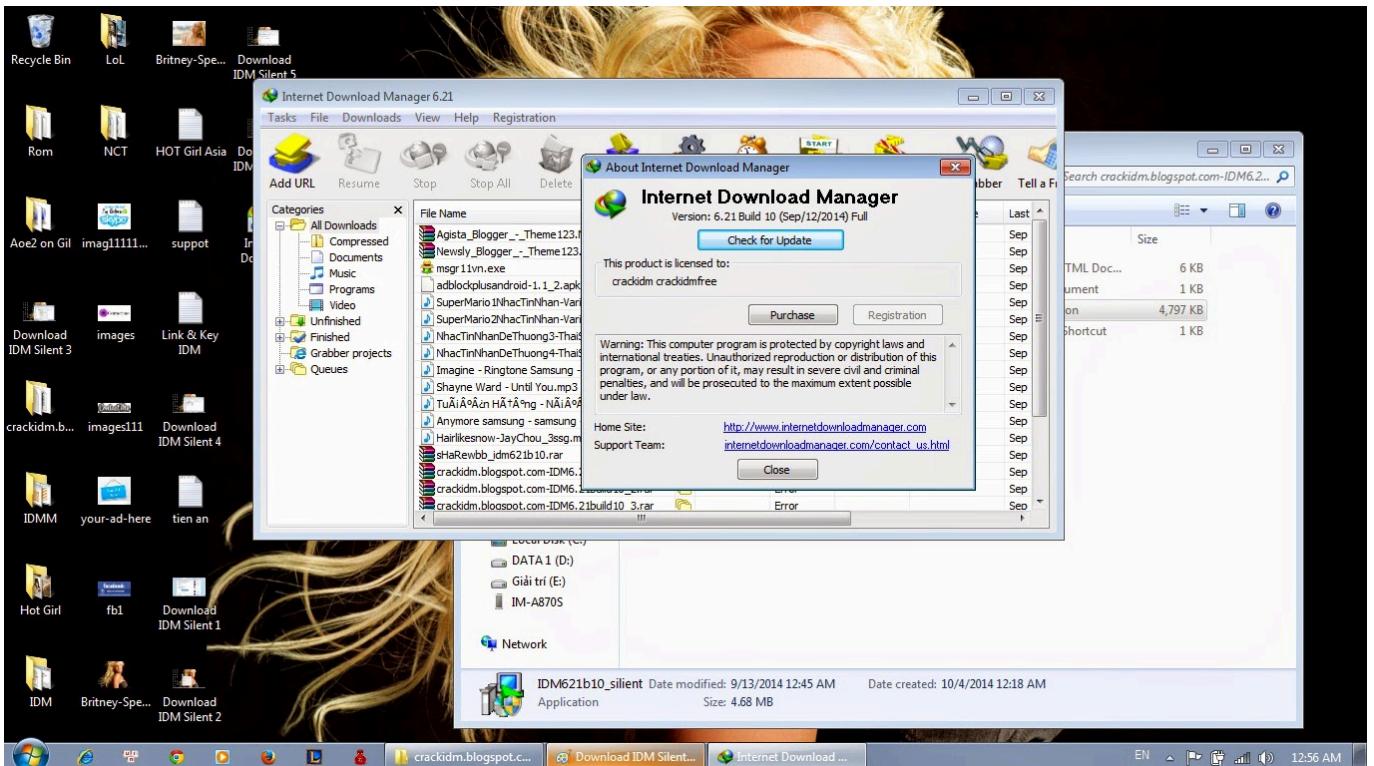 Recycle Bin
LoL
Britney-Spe...
Download
IDM Silent 5
Rom
NCT
HOT Girl Asia
Do
IDM
Aoe2 on Gil
imag11111...
suppot
In
Do
Download
IDM Silent 3
images
Link & Key
IDM
crackidm.b...
images111
Download
IDM Silent 4
IDMM
your-ad-here
tien an
Hot Girl
fb1
Download
IDM Silent 1
IDM
Britney-Spe...
Download
IDM Silent 2
Internet Download Manager 6.21
Tasks File Downloads View Help Registration
Add URL
Resume
Stop
Stop All
Delete
START
bber
Tell a Fr
Categories
All Downloads
Compressed
Documents
Music
Programs
Video
Unfinished
Finished
Grabber projects
Queues
File Name
Last
Agista_Blogger_-_Theme123.
Sep
Newsly_Blogger_-_Theme123.
Sep
msgr11vn.exe
Sep
adblockplusandroid-1.1_2.apk
Sep
SuperMario1NhacTinNhan-Vari
Sep
SuperMario2NhacTinNhan-Vari
Sep
NhacTinNhanDeThuong3-Thai
Sep
NhacTinNhanDeThuong4-Thai
Sep
Imagine - Ringtone Samsung -
Sep
Shayne Ward - Until You.mp3
Sep
Sep
Anymore samsung - samsung
Sep
Hairlikesnow-JayChou_3ssg.m
Sep
sHaRewbb_idm621b10.rar
Sep
crackidm.blogspot.com-IDM6.
Sep
crackidm.blogspot.com-IDM6.21build10_2.rar
Error
Sep
crackidm.blogspot.com-IDM6.21build10_3.rar
Error
Sep
About Internet Download Manager
Internet Download Manager
Version: 6.21 Build 10 (Sep/12/2014) Full
Check for Update
This product is licensed to:
crackidm crackidmfree
Purchase
Registration
Warning: This computer program is protected by copyright laws and
international treaties. Unauthorized reproduction or distribution of this
program, or any portion of it, may result in severe civil and criminal
penalties, and will be prosecuted to the maximum extent possible
under law.
Home Site:
http://www.internetdownloadmanager.com
Support Team:
internetdownloadmanager.com/contact_us.html
Close
Search crackidm.blogspot.com-IDM6.2...
Size
TML Doc...
6 KB
ument
1 KB
on
4,797 KB
Shortcut
1 KB
Local Disk (C:)
DATA 1 (D:)
Giải trí (E:)
IM-A870S
Network
IDM621b10_silient Date modified: 9/13/2014 12:45 AM
Date created: 10/4/2014 12:18 AM
Application
Size: 4.68 MB
crackidm.blogspot.c...
Download IDM Silent...
Internet Download ...
EN
12:56 AM